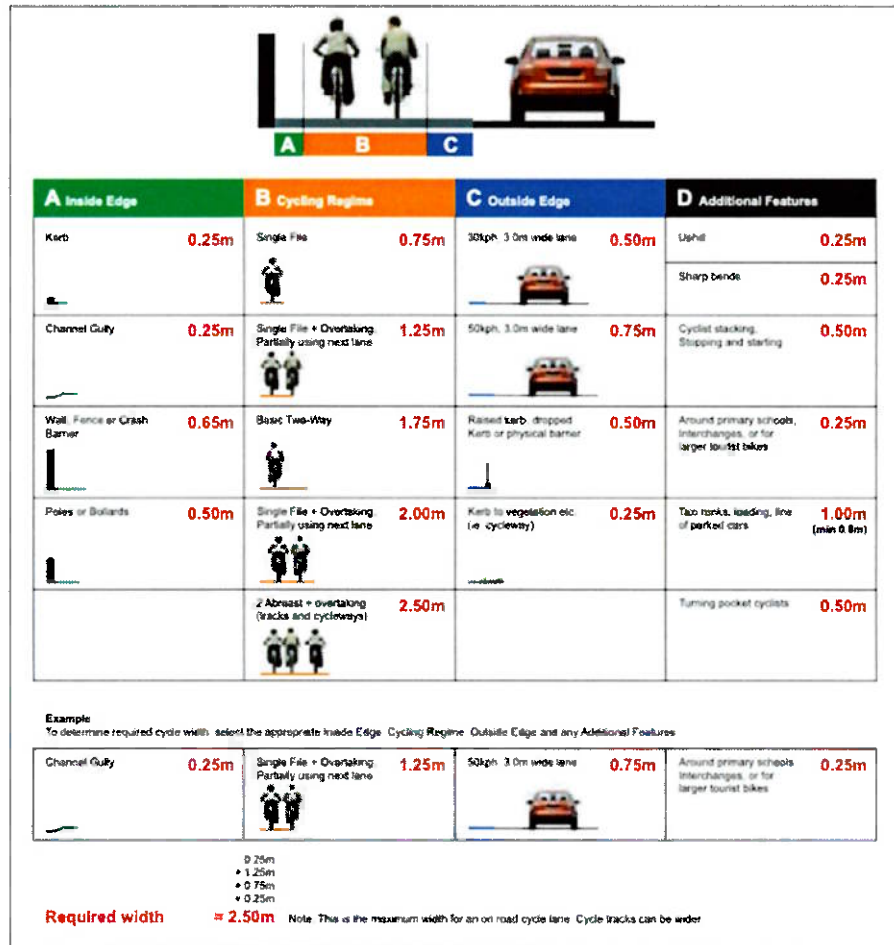 A B C
A Inside Edge
B Cycling Regime
C Outside Edge
D Additional Features
Kerb 0.25m
Single File 0.75m
30kph, 3.0m wide lane 0.50m
Uphill 0.25m
Sharp bends 0.25m
Channel Gully 0.25m
Single File + Overtaking, 1.25m
Partially using next lane
50kph, 3.0m wide lane 0.75m
Cyclist stacking, 0.50m
Stopping and starting
Wall, Fence or Crash 0.65m
Barrier
Basic Two-Way 1.75m
Raised kerb, dropped 0.50m
Kerb or physical barrier
Around primary schools, 0.25m
Interchanges, or for
larger tourist bikes
Poles or Bollards 0.50m
Single File + Overtaking, 2.00m
Partially using next lane
Kerb to vegetation etc. 0.25m
(ie. cycleway)
Taxi ranks, loading, line 1.00m
of parked cars (min 0.8m)
2 Abreast + overtaking 2.50m
(tracks and cycleways)
Turning pocket cyclists 0.50m
Example
To determine required cycle width, select the appropriate Inside Edge, Cycling Regime, Outside Edge and any Additional Features
Channel Gully 0.25m
Single File + Overtaking, 1.25m
Partially using next lane
50kph, 3.0m wide lane 0.75m
Around primary schools 0.25m
Interchanges, or for
larger tourist bikes
0.25m
+ 1.25m
+ 0.75m
+ 0.25m
Required width = 2.50m Note: This is the maximum width for an on road cycle lane. Cycle tracks can be wider